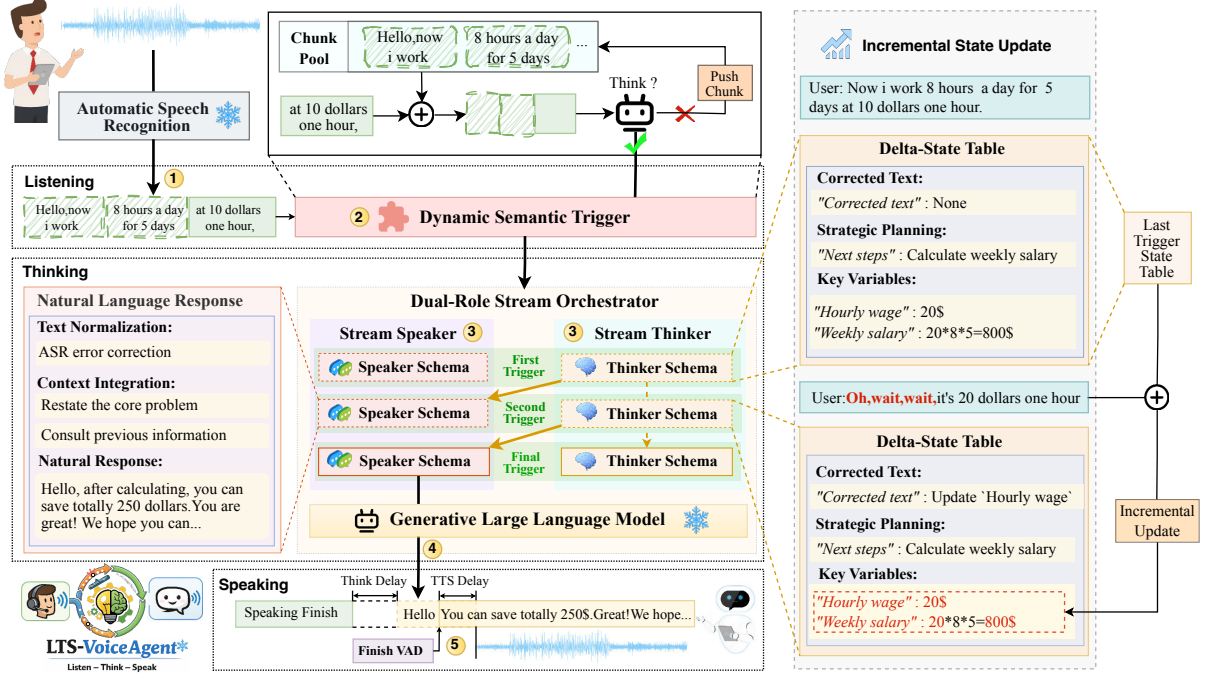 Automatic Speech
Recognition
Chunk
Pool
Hello,now
i work
8 hours a day
for 5 days
...
at 10 dollars
one hour,
Think ?
Push
Chunk
Listening
1
Hello,now
i work
8 hours a day
for 5 days
at 10 dollars
one hour,
2
Dynamic Semantic Trigger
Thinking
Natural Language Response
Text Normalization:
ASR error correction
Context Integration:
Restate the core problem
Consult previous information
Natural Response:
Hello, after calculating, you can
save totally 250 dollars.You are
great! We hope you can...
Dual-Role Stream Orchestrator
Stream Speaker 3
3 Stream Thinker
Speaker Schema
First
Trigger
Thinker Schema
Speaker Schema
Second
Trigger
Thinker Schema
Speaker Schema
Final
Trigger
Thinker Schema
Generative Large Language Model
4
LTS-VoiceAgent
Listen – Think – Speak
Speaking
Think Delay
TTS Delay
Speaking Finish
Hello You can save totally 250$.Great!We hope...
Finish VAD
5
Incremental State Update
User: Now i work 8 hours a day for 5
days at 10 dollars one hour.
Delta-State Table
Corrected Text:
"Corrected text" : None
Strategic Planning:
"Next steps" : Calculate weekly salary
Key Variables:
"Hourly wage" : 20$
"Weekly salary" : 20*8*5=800$
Last
Trigger
State
Table
User:Oh,wait,wait,it's 20 dollars one hour
Delta-State Table
Corrected Text:
"Corrected text" : Update `Hourly wage`
Strategic Planning:
"Next steps" : Calculate weekly salary
Key Variables:
"Hourly wage" : 20$
"Weekly salary" : 20*8*5=800$
Incremental
Update